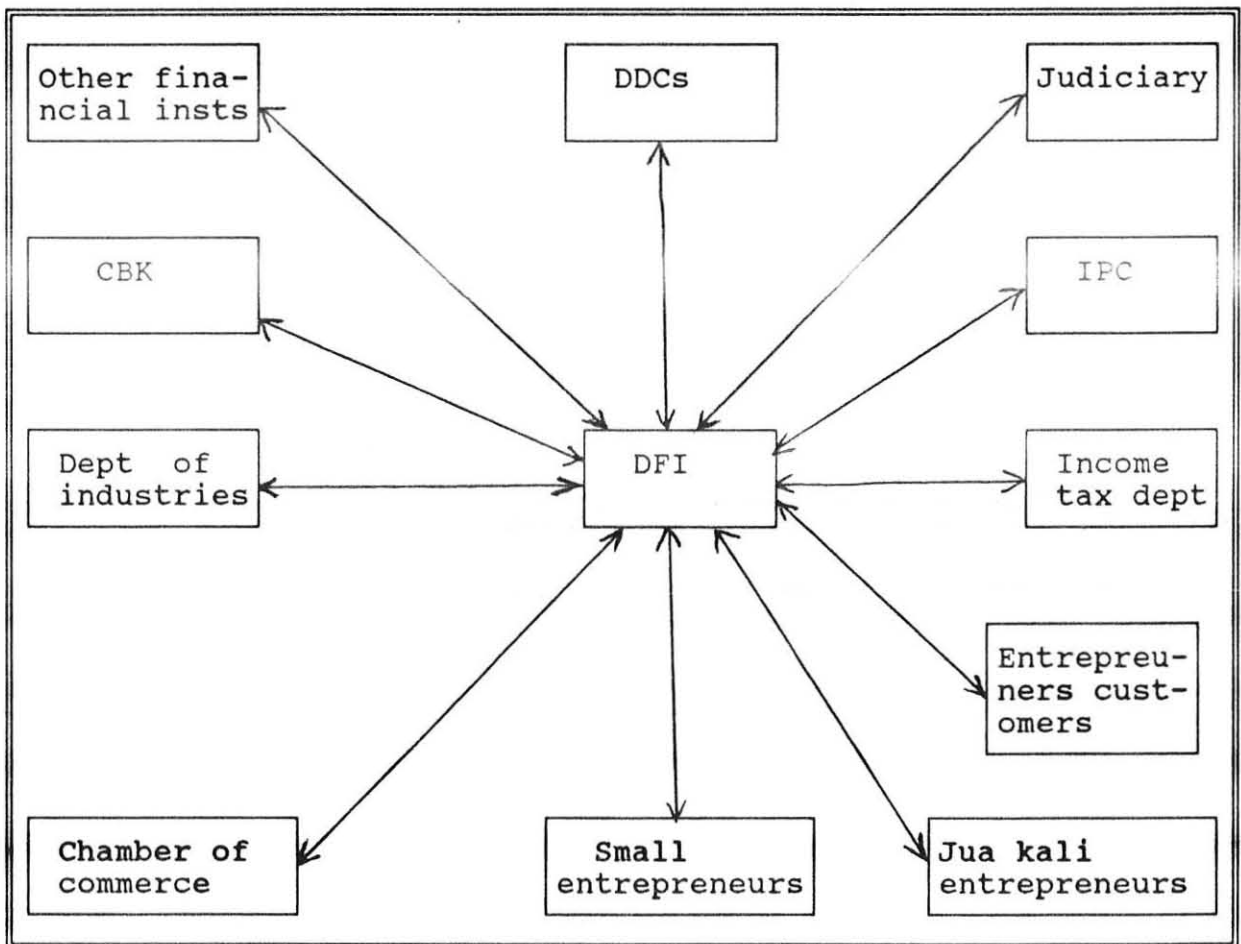 Other fina-
ncial insts
DDCs
Judiciary
CBK
IPC
Dept of
industries
DFI
Income
tax dept
Entrepreu-
ners cust-
omers
Chamber of
commerce
Small
entrepreneurs
Jua kali
entrepreneurs